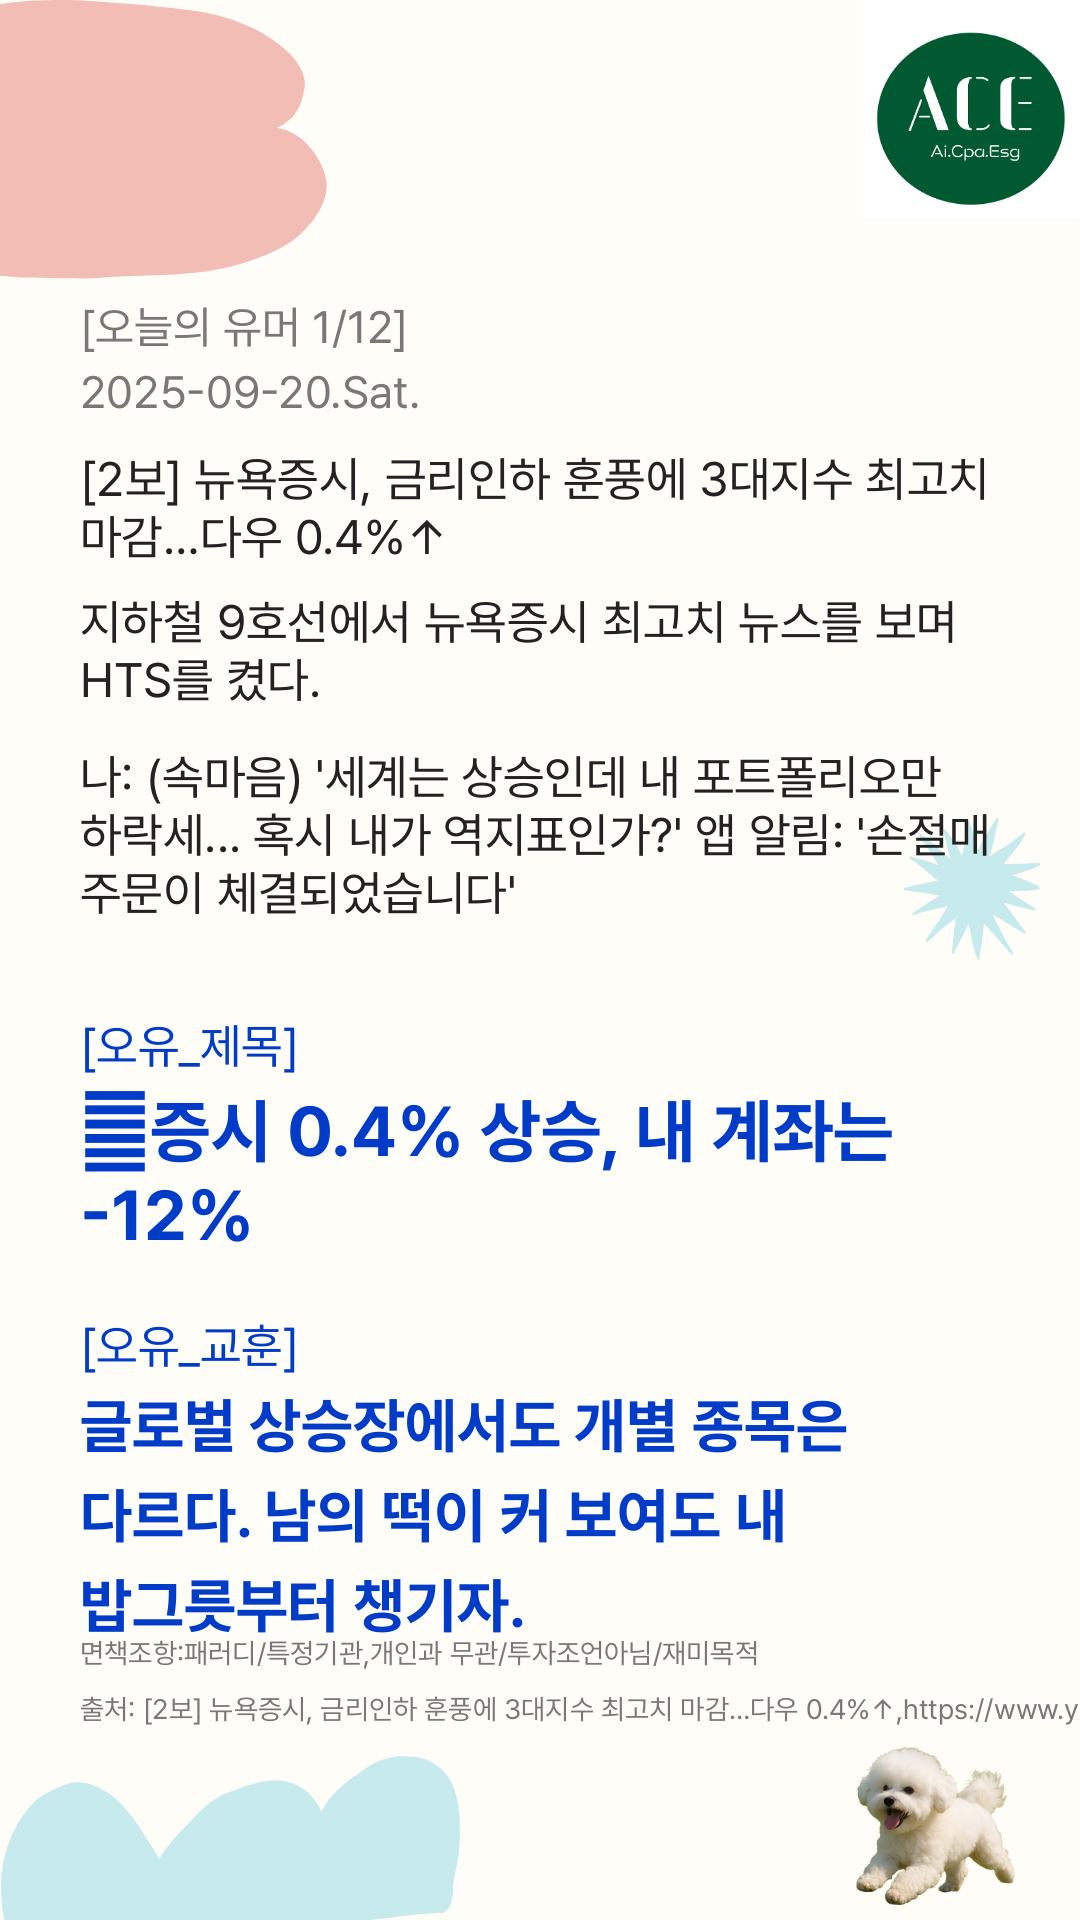 ACE
Ai.Cpa.Esg
[오늘의 유머 1/12]
2025-09-20.Sat.
[2보] 뉴욕증시, 금리인하 훈풍에 3대지수 최고치
마감...다우 0.4%↑
지하철 9호선에서 뉴욕증시 최고치 뉴스를 보며
HTS를 켰다.
나: (속마음) '세계는 상승인데 내 포트폴리오만
하락세... 혹시 내가 역지표인가?' 앱 알림: '손절매
주문이 체결되었습니다'
[오유_제목]
䷀증시 0.4% 상승, 내 계좌는
-12%
[오유_교훈]
글로벌 상승장에서도 개별 종목은
다르다. 남의 떡이 커 보여도 내
밥그릇부터 챙기자.
면책조항:패러디/특정기관,개인과 무관/투자조언아님/재미목적
출처: [2보] 뉴욕증시, 금리인하 훈풍에 3대지수 최고치 마감...다우 0.4%↑,https://www.y